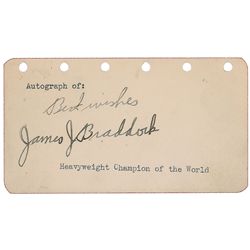 Autograph of:
Best wishes
James J Braddock
Heavyweight Champion of the World